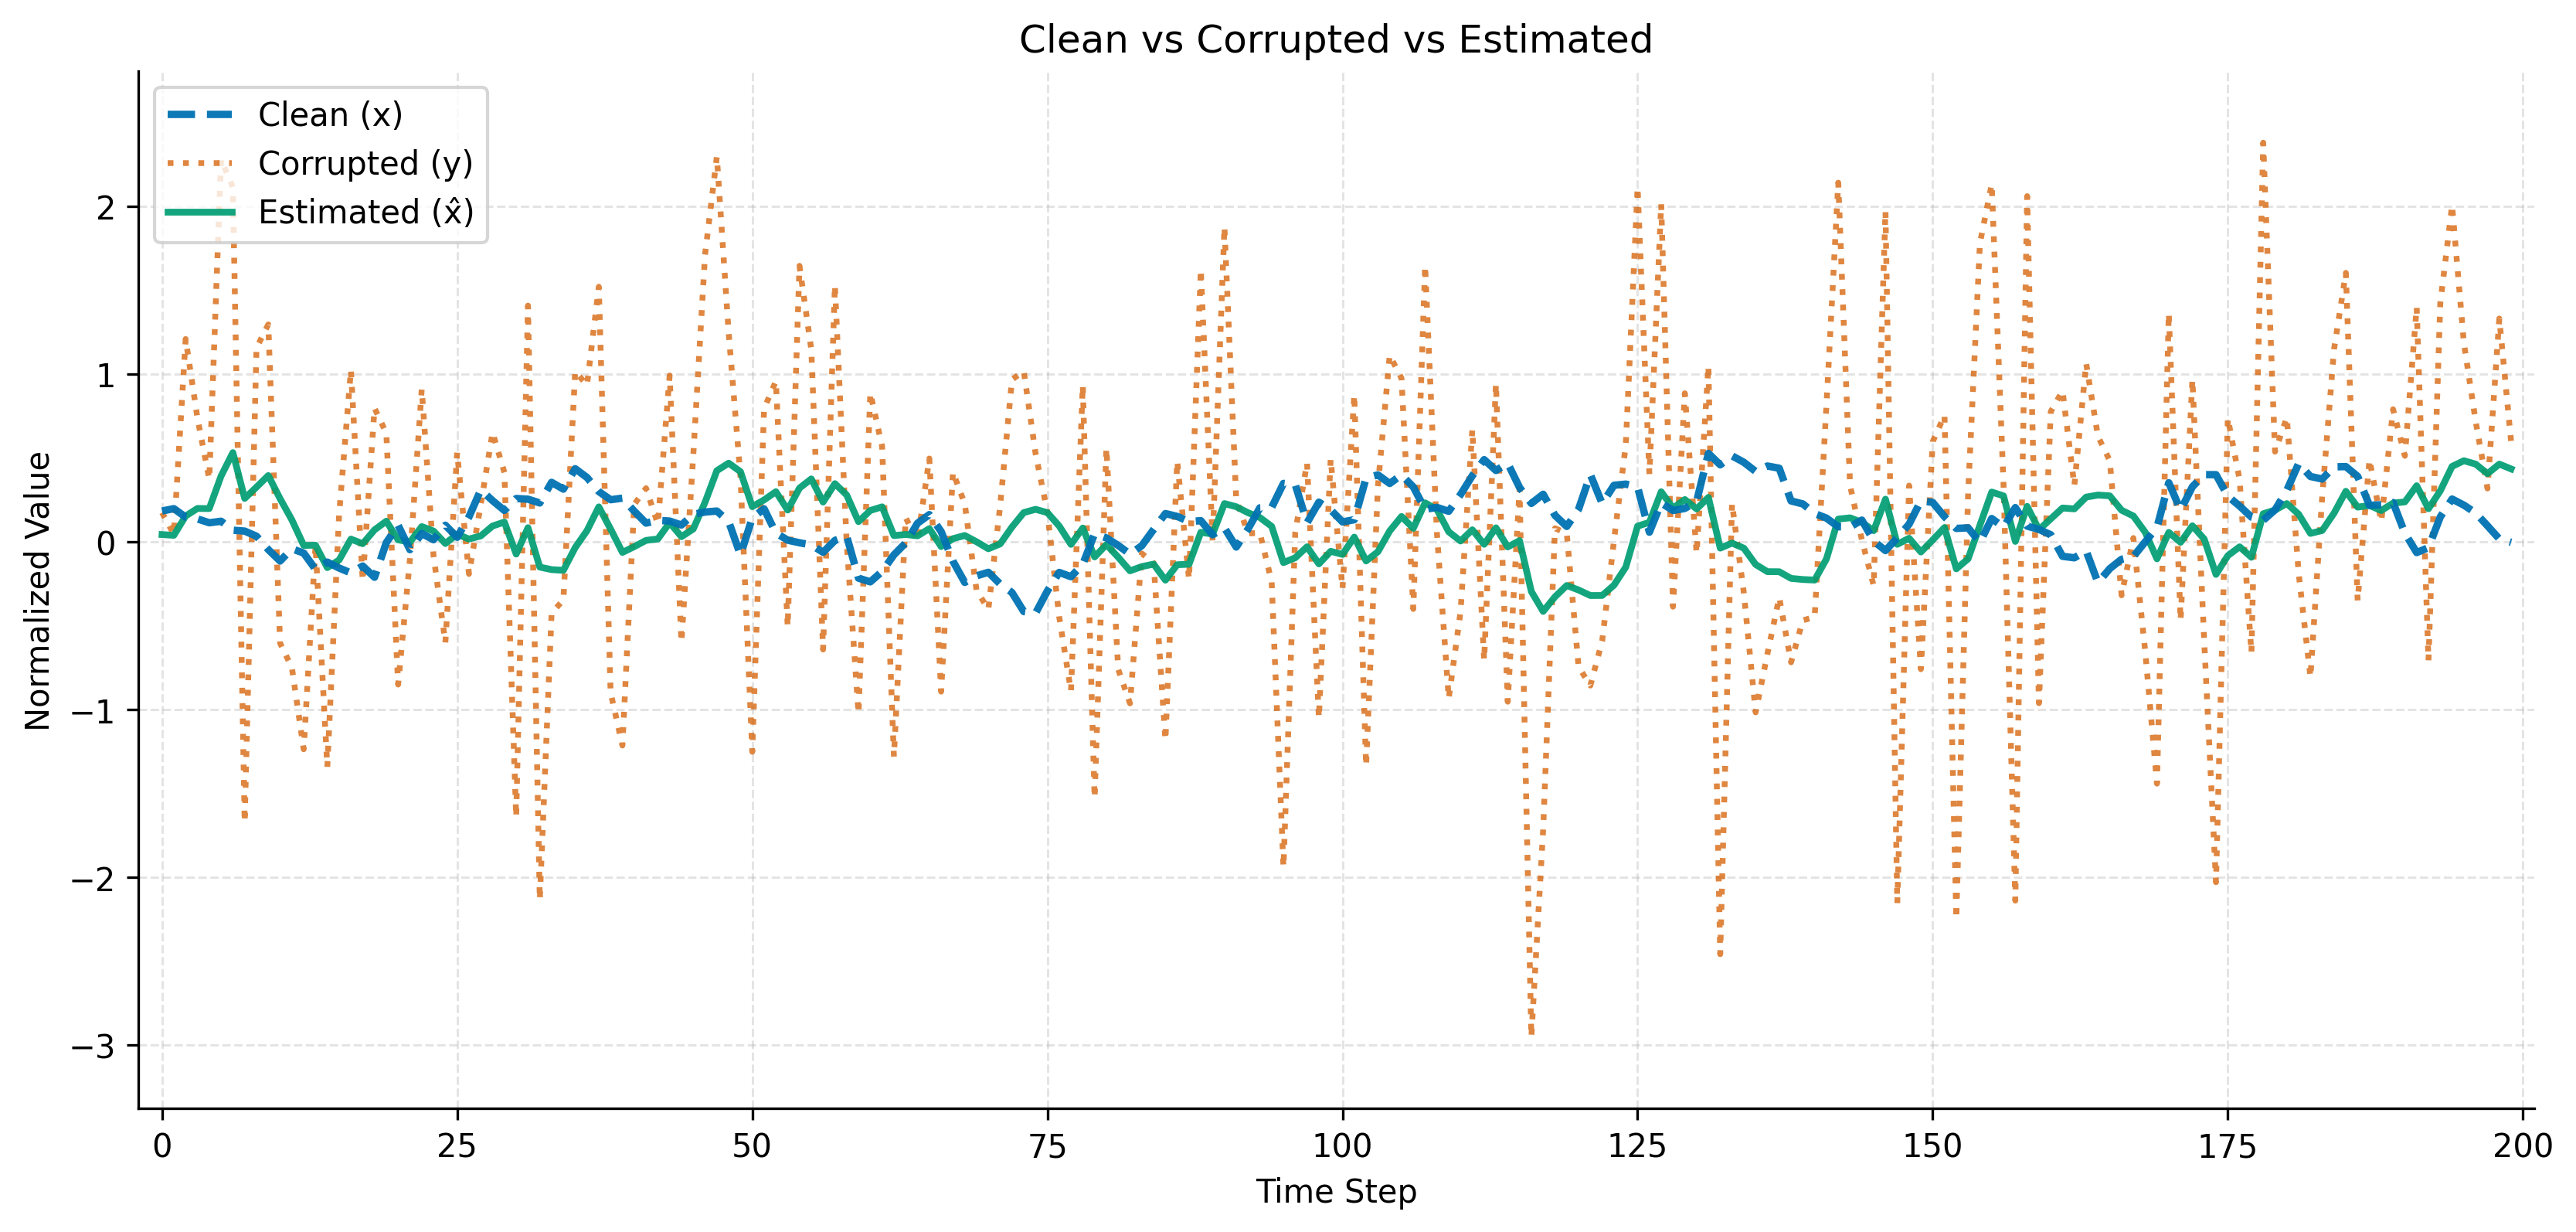 Clean vs Corrupted vs Estimated
Clean (x)
Corrupted (y)
Estimated (x̂)
Normalized Value
2
1
0
−1
−2
−3
0 25 50 75 100 125 150 175 200
Time Step